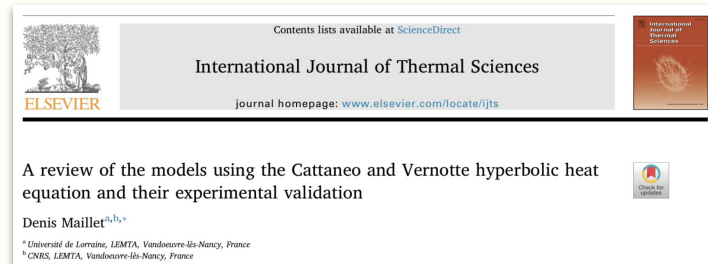 Contents lists available at ScienceDirect
International Journal of Thermal Sciences
journal homepage: www.elsevier.com/locate/ijts
ELSEVIER
International
Journal of
Thermal
Sciences
A review of the models using the Cattaneo and Vernotte hyperbolic heat
equation and their experimental validation
Check for
updates
Denis Maillet a,b,*
a Université de Lorraine, LEMTA, Vandoeuvre-lès-Nancy, France
b CNRS, LEMTA, Vandoeuvre-lès-Nancy, France